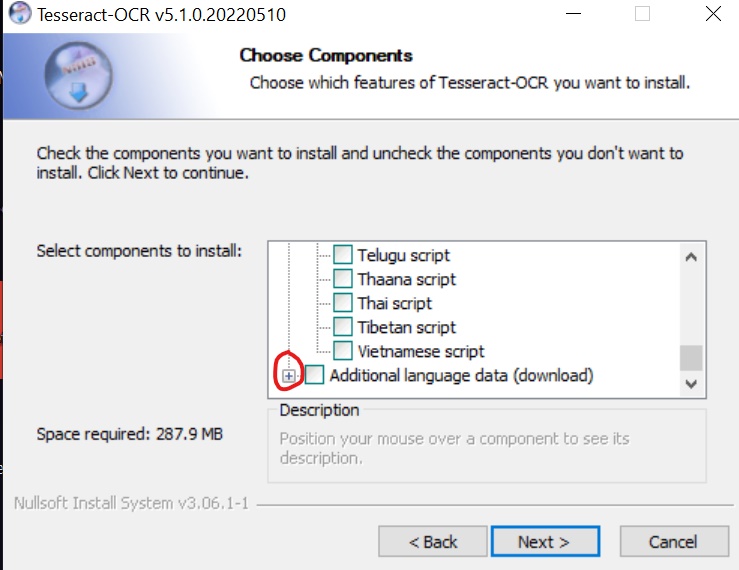 Tesseract-OCR v5.1.0.20220510
Choose Components
Choose which features of Tesseract-OCR you want to install.
Check the components you want to install and uncheck the components you don't want to
install. Click Next to continue.
Select components to install:
Telugu script
Thaana script
Thai script
Tibetan script
Vietnamese script
Additional language data (download)
Space required: 287.9 MB
Description
Position your mouse over a component to see its
description.
Nullsoft Install System v3.06.1-1
< Back
Next >
Cancel